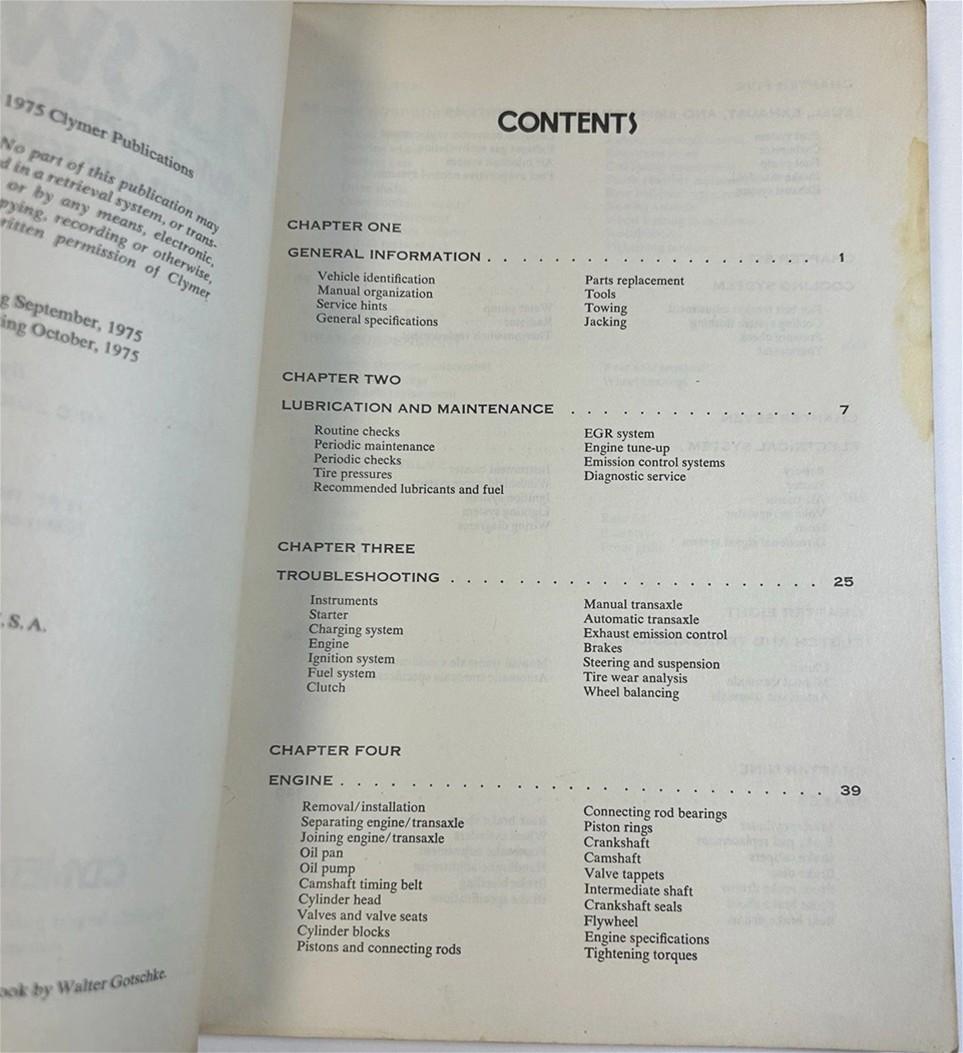 1975 Clymer Publications
No part of this publication may
in a retrieval system, or trans-
or by any means, electronic,
recording or otherwise,
permission of Clymer
September, 1975
October, 1975
.S.A.
by Walter Gotschke.
CONTENTS
CHAPTER ONE
GENERAL INFORMATION . . . . . . . . . . . . . . . . . . . 1
Vehicle identification
Manual organization
Service hints
General specifications
Parts replacement
Tools
Towing
Jacking
CHAPTER TWO
LUBRICATION AND MAINTENANCE . . . . . . . . . . . . . . 7
Routine checks
Periodic maintenance
Periodic checks
Tire pressures
Recommended lubricants and fuel
EGR system
Engine tune-up
Emission control systems
Diagnostic service
CHAPTER THREE
TROUBLESHOOTING . . . . . . . . . . . . . . . . . . . . . 25
Instruments
Starter
Charging system
Engine
Ignition system
Fuel system
Clutch
Manual transaxle
Automatic transaxle
Exhaust emission control
Brakes
Steering and suspension
Tire wear analysis
Wheel balancing
CHAPTER FOUR
ENGINE . . . . . . . . . . . . . . . . . . . . . . . . . . . 39
Removal/installation
Separating engine/transaxle
Joining engine/transaxle
Oil pan
Oil pump
Camshaft timing belt
Cylinder head
Valves and valve seats
Cylinder blocks
Pistons and connecting rods
Connecting rod bearings
Piston rings
Crankshaft
Camshaft
Valve tappets
Intermediate shaft
Crankshaft seals
Flywheel
Engine specifications
Tightening torques